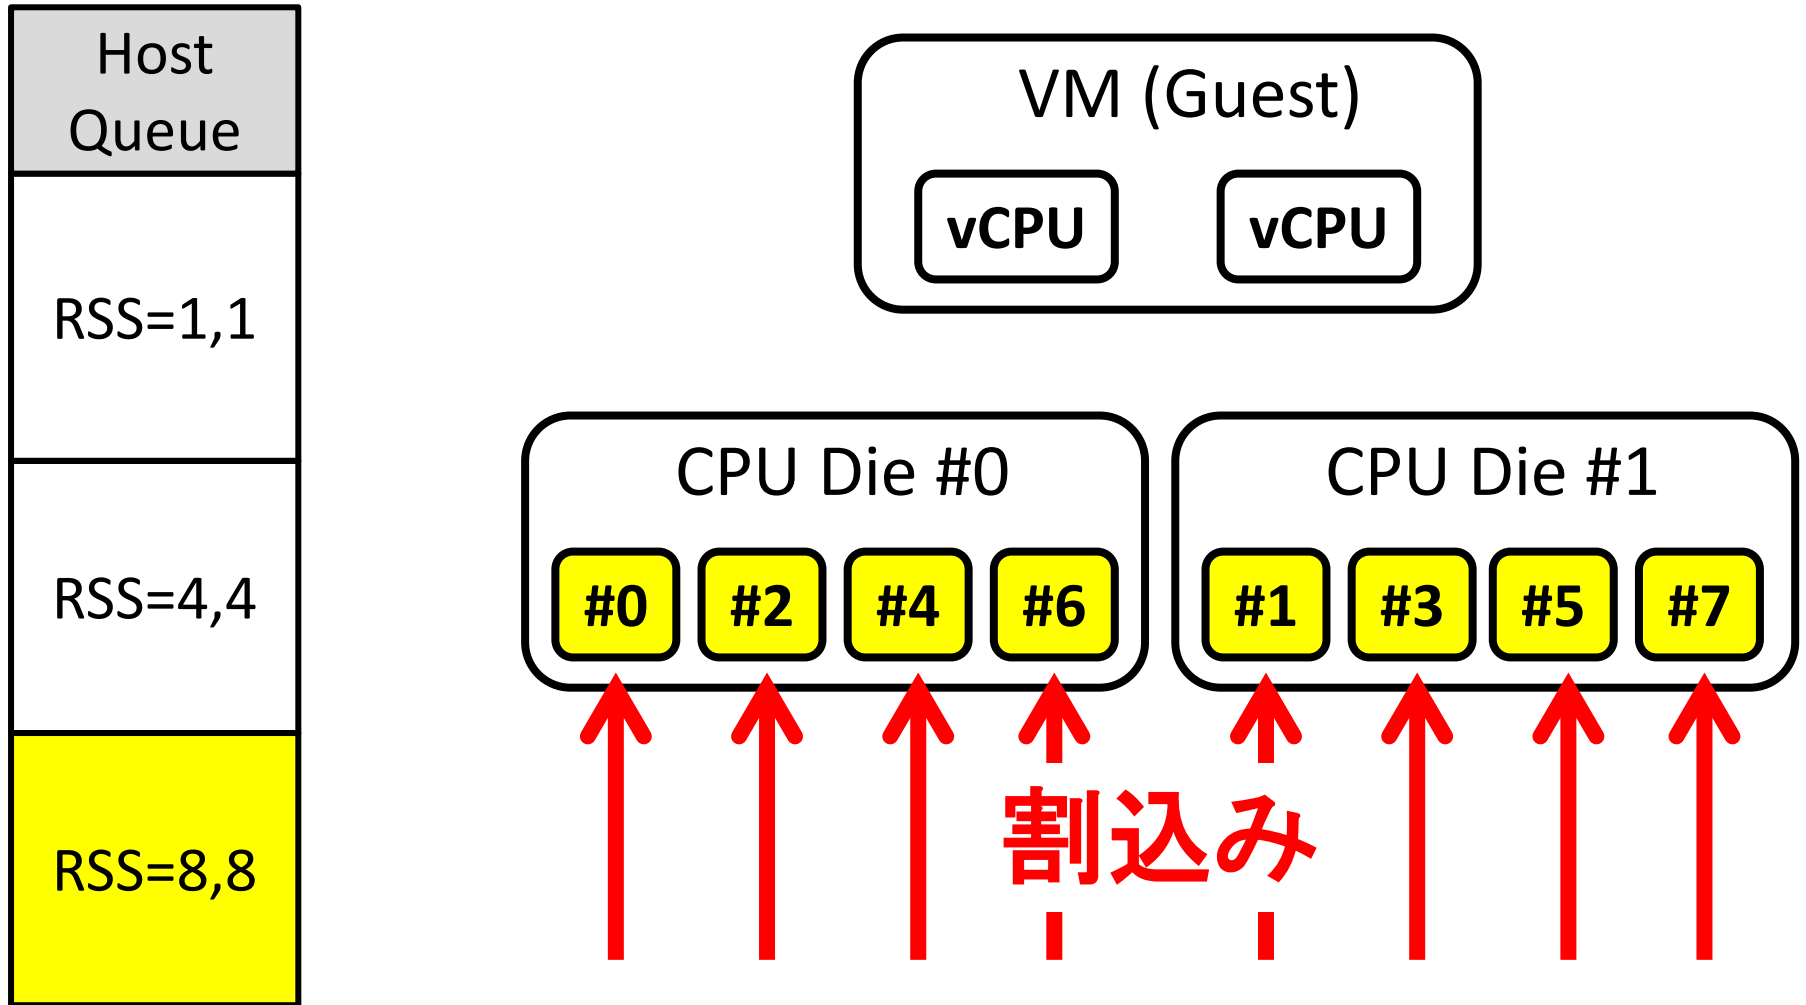 Host
Queue
RSS=1,1
RSS=4,4
RSS=8,8
VM (Guest)
vCPU vCPU
CPU Die #0
#0 #2 #4 #6
CPU Die #1
#1 #3 #5 #7
割込み